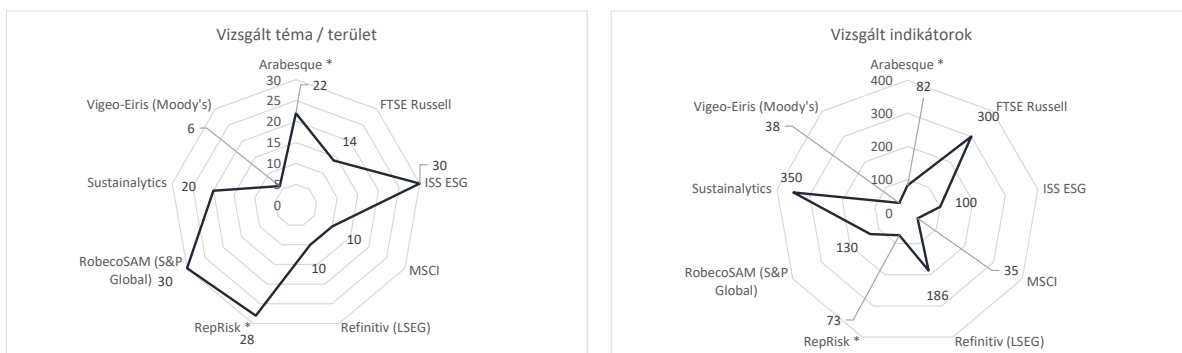 Vizsgált téma / terület
Arabesque *
30
22
25
20
15
10
5
0
FTSE Russell
14
30
ISS ESG
10
MSCI
10
Refinitiv (LSEG)
RepRisk *
28
RobecoSAM (S&P
Global)
30
Sustainalytics
20
Vigeo-Eiris (Moody's)
6
Vizsgált indikátorok
Arabesque *
400
82
300
200
100
0
FTSE Russell
300
ISS ESG
100
MSCI
35
186
Refinitiv (LSEG)
73
RepRisk *
130
RobecoSAM (S&P
Global)
Sustainalytics
350
Vigeo-Eiris (Moody's)
38